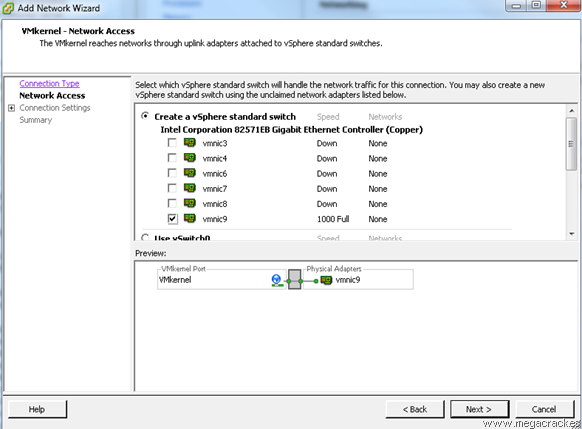 Add Network Wizard
VMkernel - Network Access
The VMkernel reaches networks through uplink adapters attached to vSphere standard switches.
Connection Type
Network Access
Connection Settings
Summary
Select which vSphere standard switch will handle the network traffic for this connection. You may also create a new
vSphere standard switch using the unclaimed network adapters listed below.
Create a vSphere standard switch Speed Networks
Intel Corporation 82571EB Gigabit Ethernet Controller (Copper)
vmnic3 Down None
vmnic4 Down None
vmnic6 Down None
vmnic7 Down None
vmnic8 Down None
vmnic9 1000 Full None
Use vSwitch0 Speed Networks
Preview:
VMkernel Port
VMkernel
Physical Adapters
vmnic9
Help
< Back
Next >
Cancel
www.megacrack.es